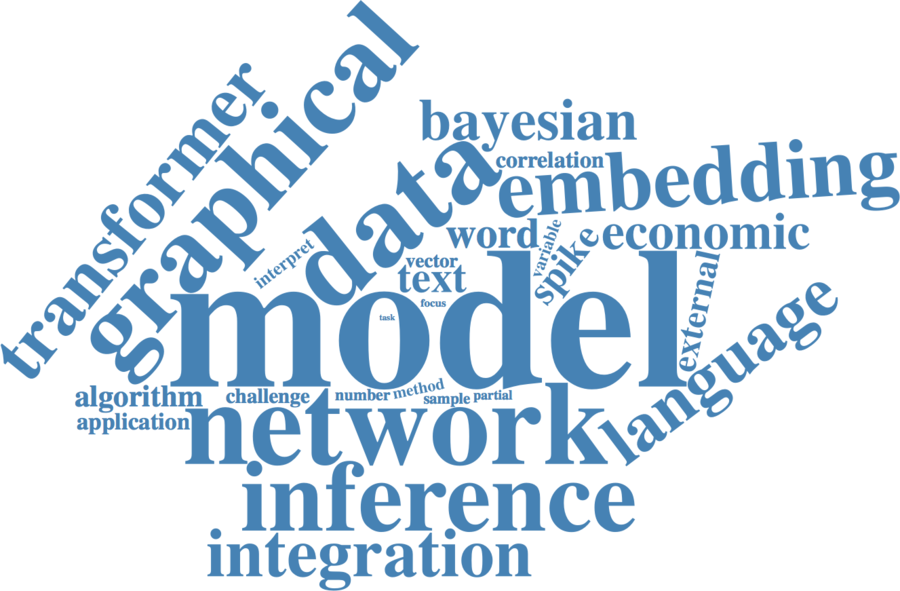 transformer
graphical
bayesian
data
correlation
embedding
word
variable
spike
economic
interpret
vector
text
external
focus
task
model
language
algorithm
challenge
number
method
sample
partial
application
network
inference
integration